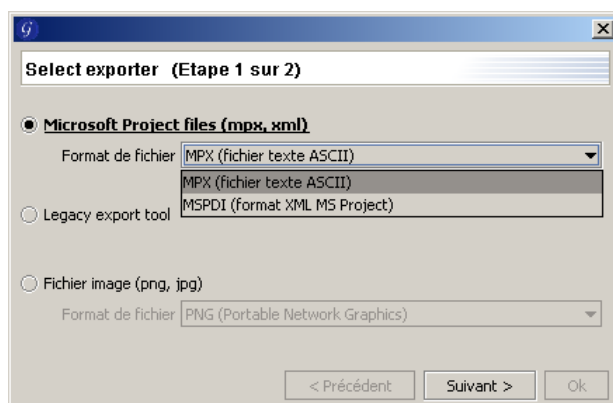 Select exporter (Etape 1 sur 2)
Microsoft Project files (mpx, xml)
Format de fichier MPX (fichier texte ASCII)
MPX (fichier texte ASCII)
MSPDI (format XML MS Project)
Legacy export tool
Fichier image (png, jpg)
Format de fichier PNG (Portable Network Graphics)
< Précédent Suivant > Ok